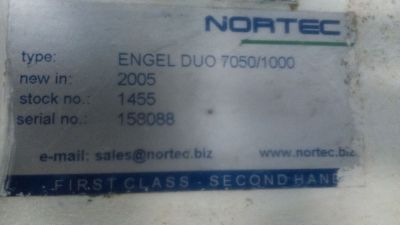 NORTEC
type: ENGEL DUO 7050/1000
new in: 2005
stock no.: 1455
serial no.: 158088
e-mail: sales@nortec.biz www.nortec.biz
FIRST CLASS - SECOND HAND